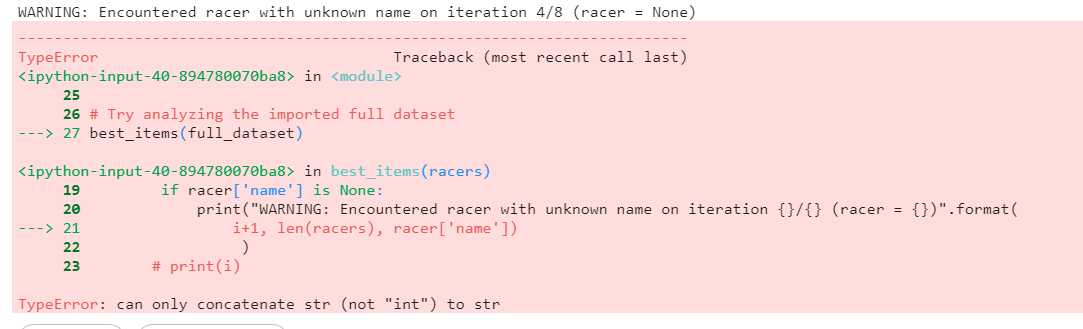 WARNING: Encountered racer with unknown name on iteration 4/8 (racer = None)
---------------------------------------------------------------------------
TypeError                                 Traceback (most recent call last)
<ipython-input-40-894780070ba8> in <module>
     25 
     26 # Try analyzing the imported full dataset
---> 27 best_items(full_dataset)

<ipython-input-40-894780070ba8> in best_items(racers)
     19         if racer['name'] is None:
     20             print("WARNING: Encountered racer with unknown name on iteration {}/{} (racer = {})".format(
---> 21                 i+1, len(racers), racer['name'])
     22                  )
     23        # print(i)

TypeError: can only concatenate str (not "int") to str